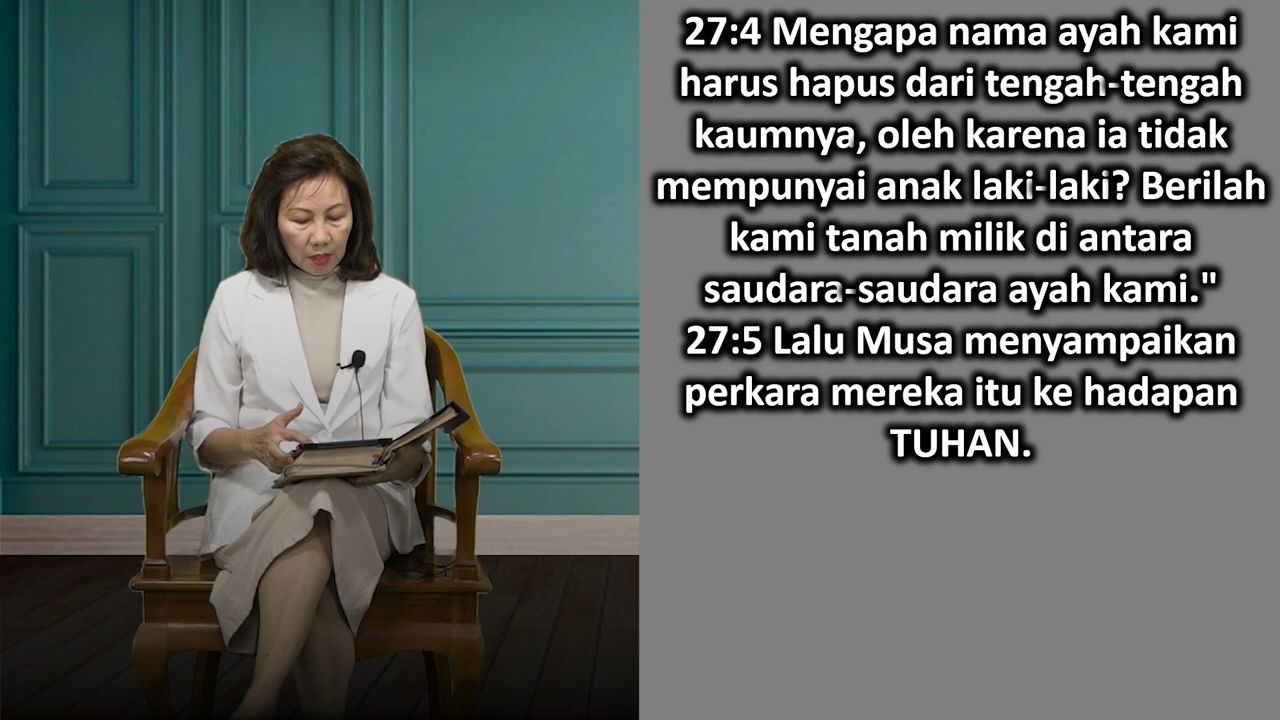 27:4 Mengapa nama ayah kami
harus hapus dari tengah-tengah
kaumnya, oleh karena ia tidak
mempunyai anak laki-laki? Berilah
kami tanah milik di antara
saudara-saudara ayah kami."
27:5 Lalu Musa menyampaikan
perkara mereka itu ke hadapan
TUHAN.